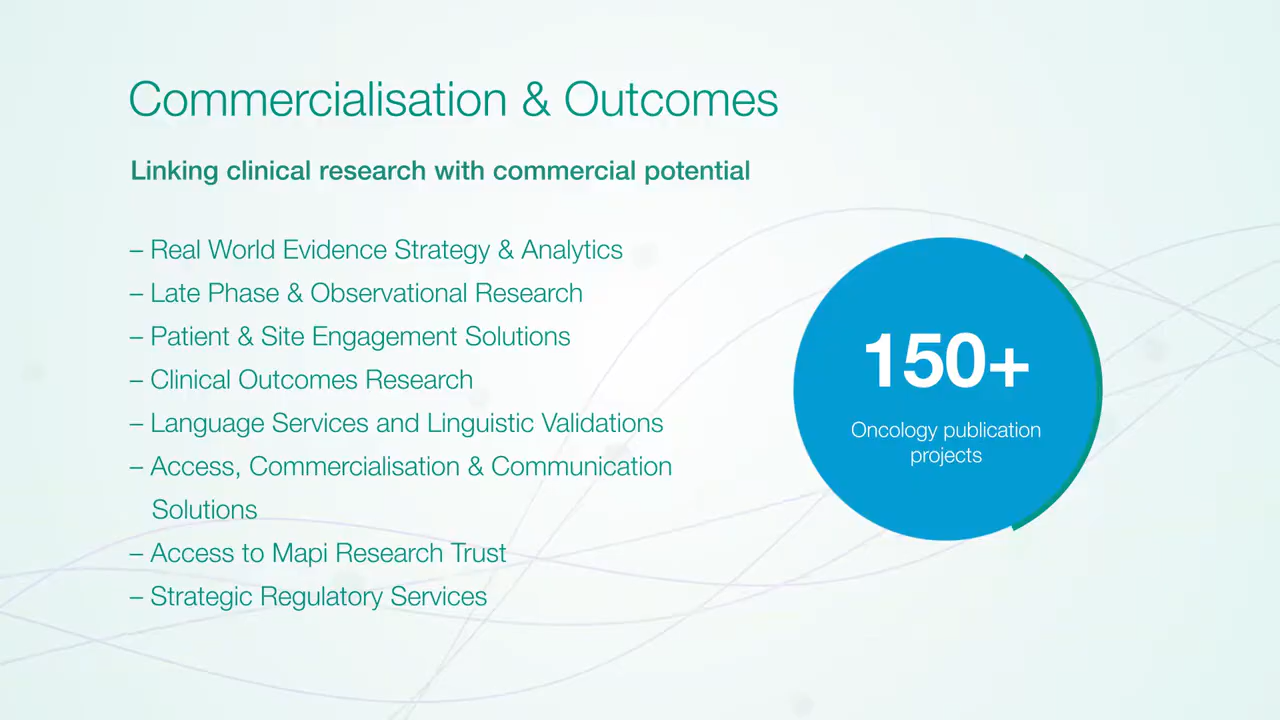 Commercialisation & Outcomes
Linking clinical research with commercial potential
– Real World Evidence Strategy & Analytics
– Late Phase & Observational Research
– Patient & Site Engagement Solutions
– Clinical Outcomes Research
– Language Services and Linguistic Validations
– Access, Commercialisation & Communication
Solutions
– Access to Mapi Research Trust
– Strategic Regulatory Services
150+
Oncology publication
projects